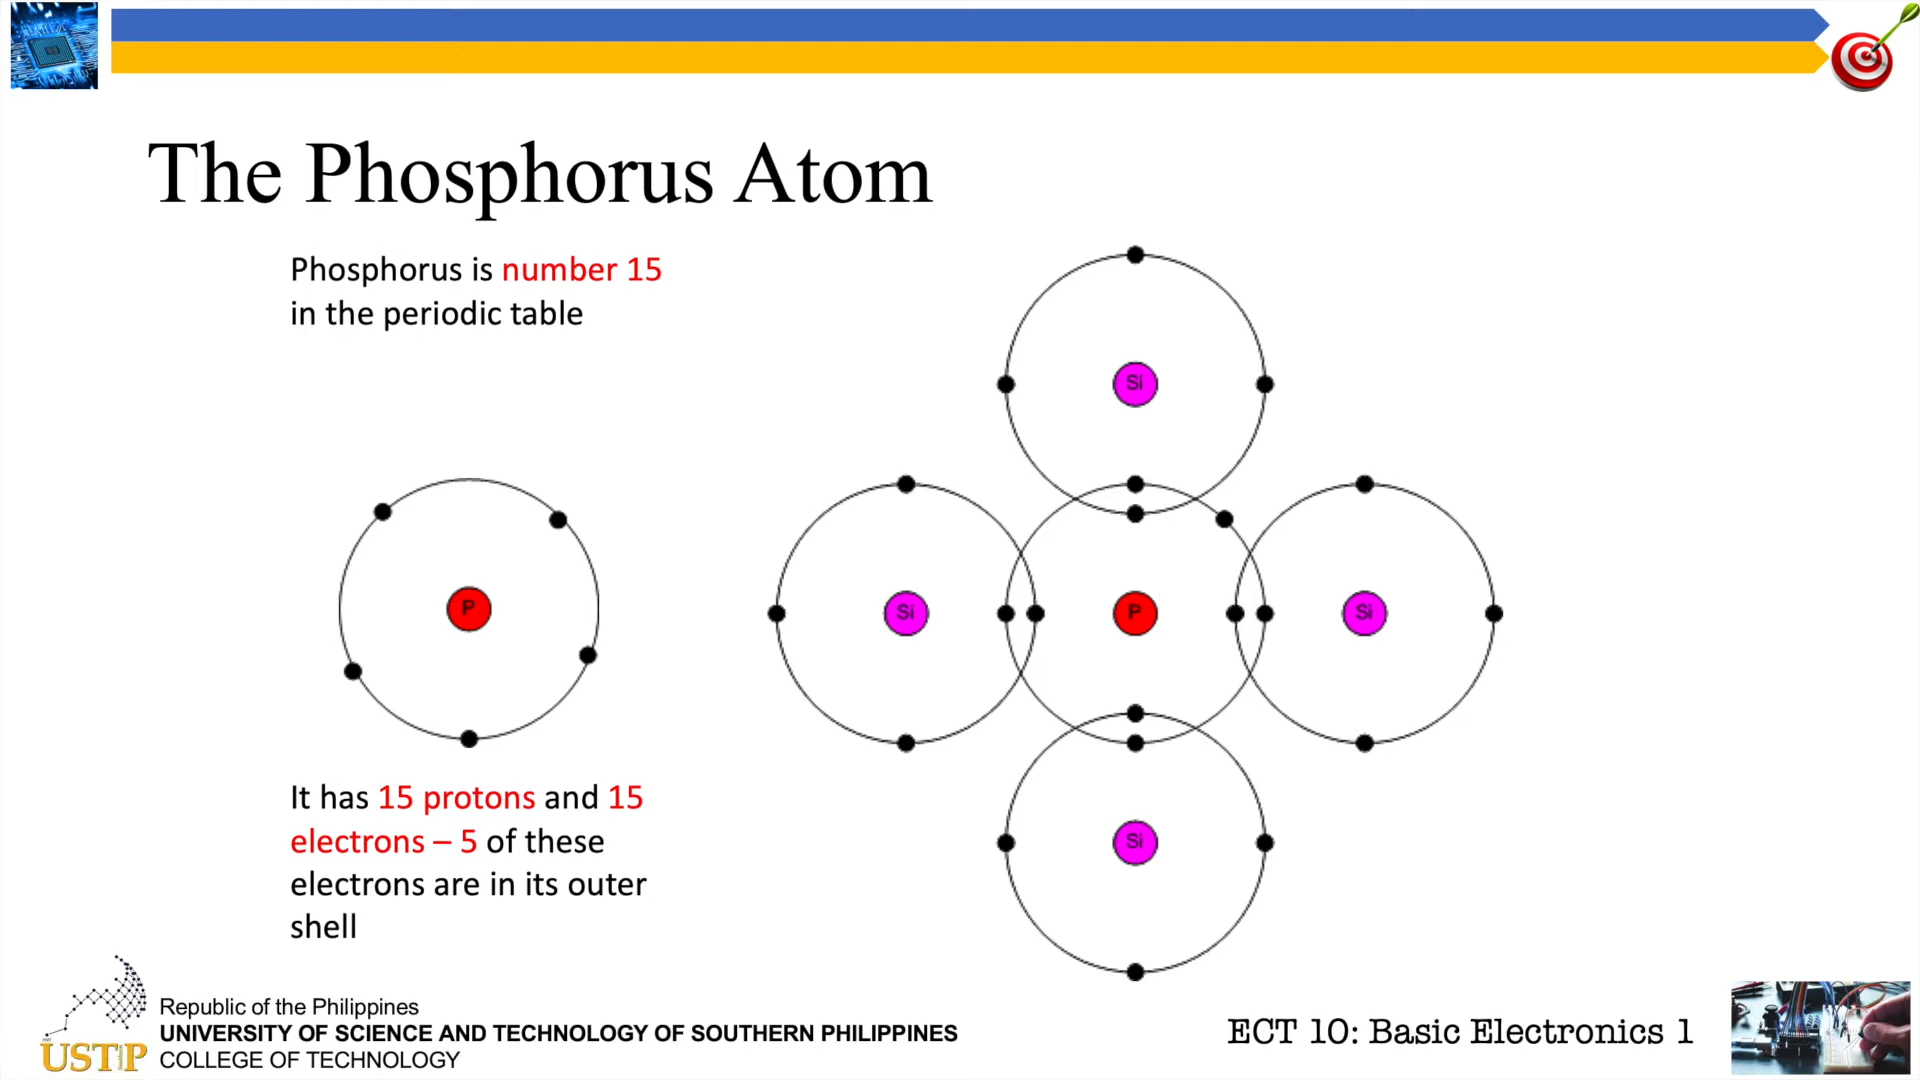 The Phosphorus Atom
Phosphorus is number 15
in the periodic table
Si
P
Si
P
Si
Si
It has 15 protons and 15
electrons – 5 of these
electrons are in its outer
shell
USTP
Republic of the Philippines
UNIVERSITY OF SCIENCE AND TECHNOLOGY OF SOUTHERN PHILIPPINES
COLLEGE OF TECHNOLOGY
ECT 10: Basic Electronics 1